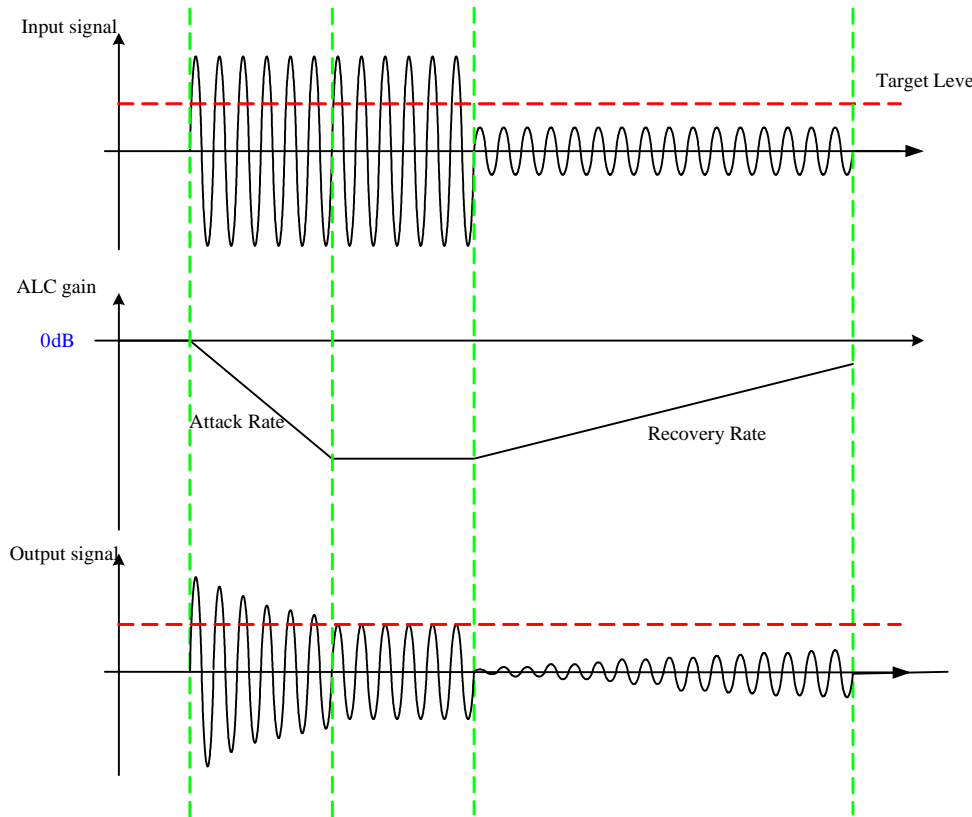 Input signal
Target Leve
ALC gain
0dB
Attack Rate
Recovery Rate
Output signal